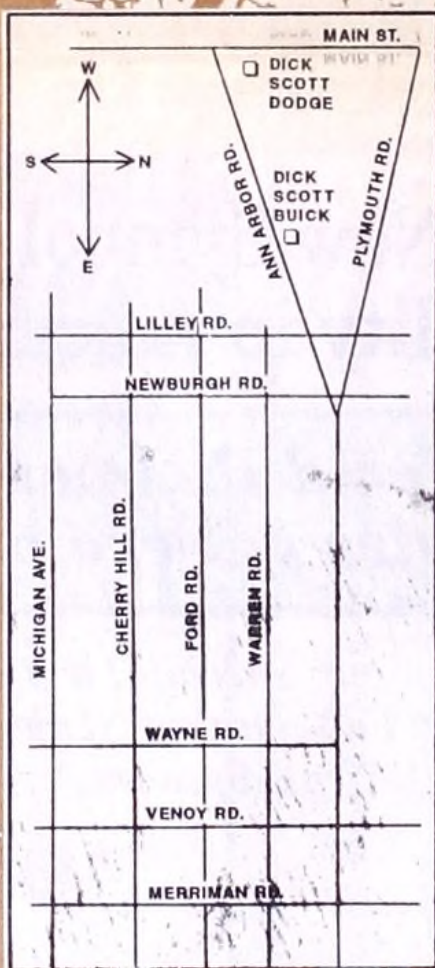 MAIN ST.
W
S
N
E
DICK
SCOTT
DODGE
ANN ARBOR RD.
PLYMOUTH RD.
DICK
SCOTT
BUICK
LILLEY RD.
NEWBURGH RD.
MICHIGAN AVE.
CHERRY HILL RD.
FORD RD.
WARREN RD.
WAYNE RD.
VENOY RD.
MERRIMAN RD.